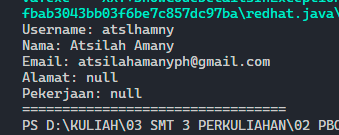 fbab3043bb03f6be7c857dc97ba\redhat.java\
Username: atslhamny
Nama: Atsilah Amany
Email: atsilahamanyph@gmail.com
Alamat: null
Pekerjaan: null
=================================
PS D:\KULIAH\03 SMT 3 PERKULIAHAN\02 PBO